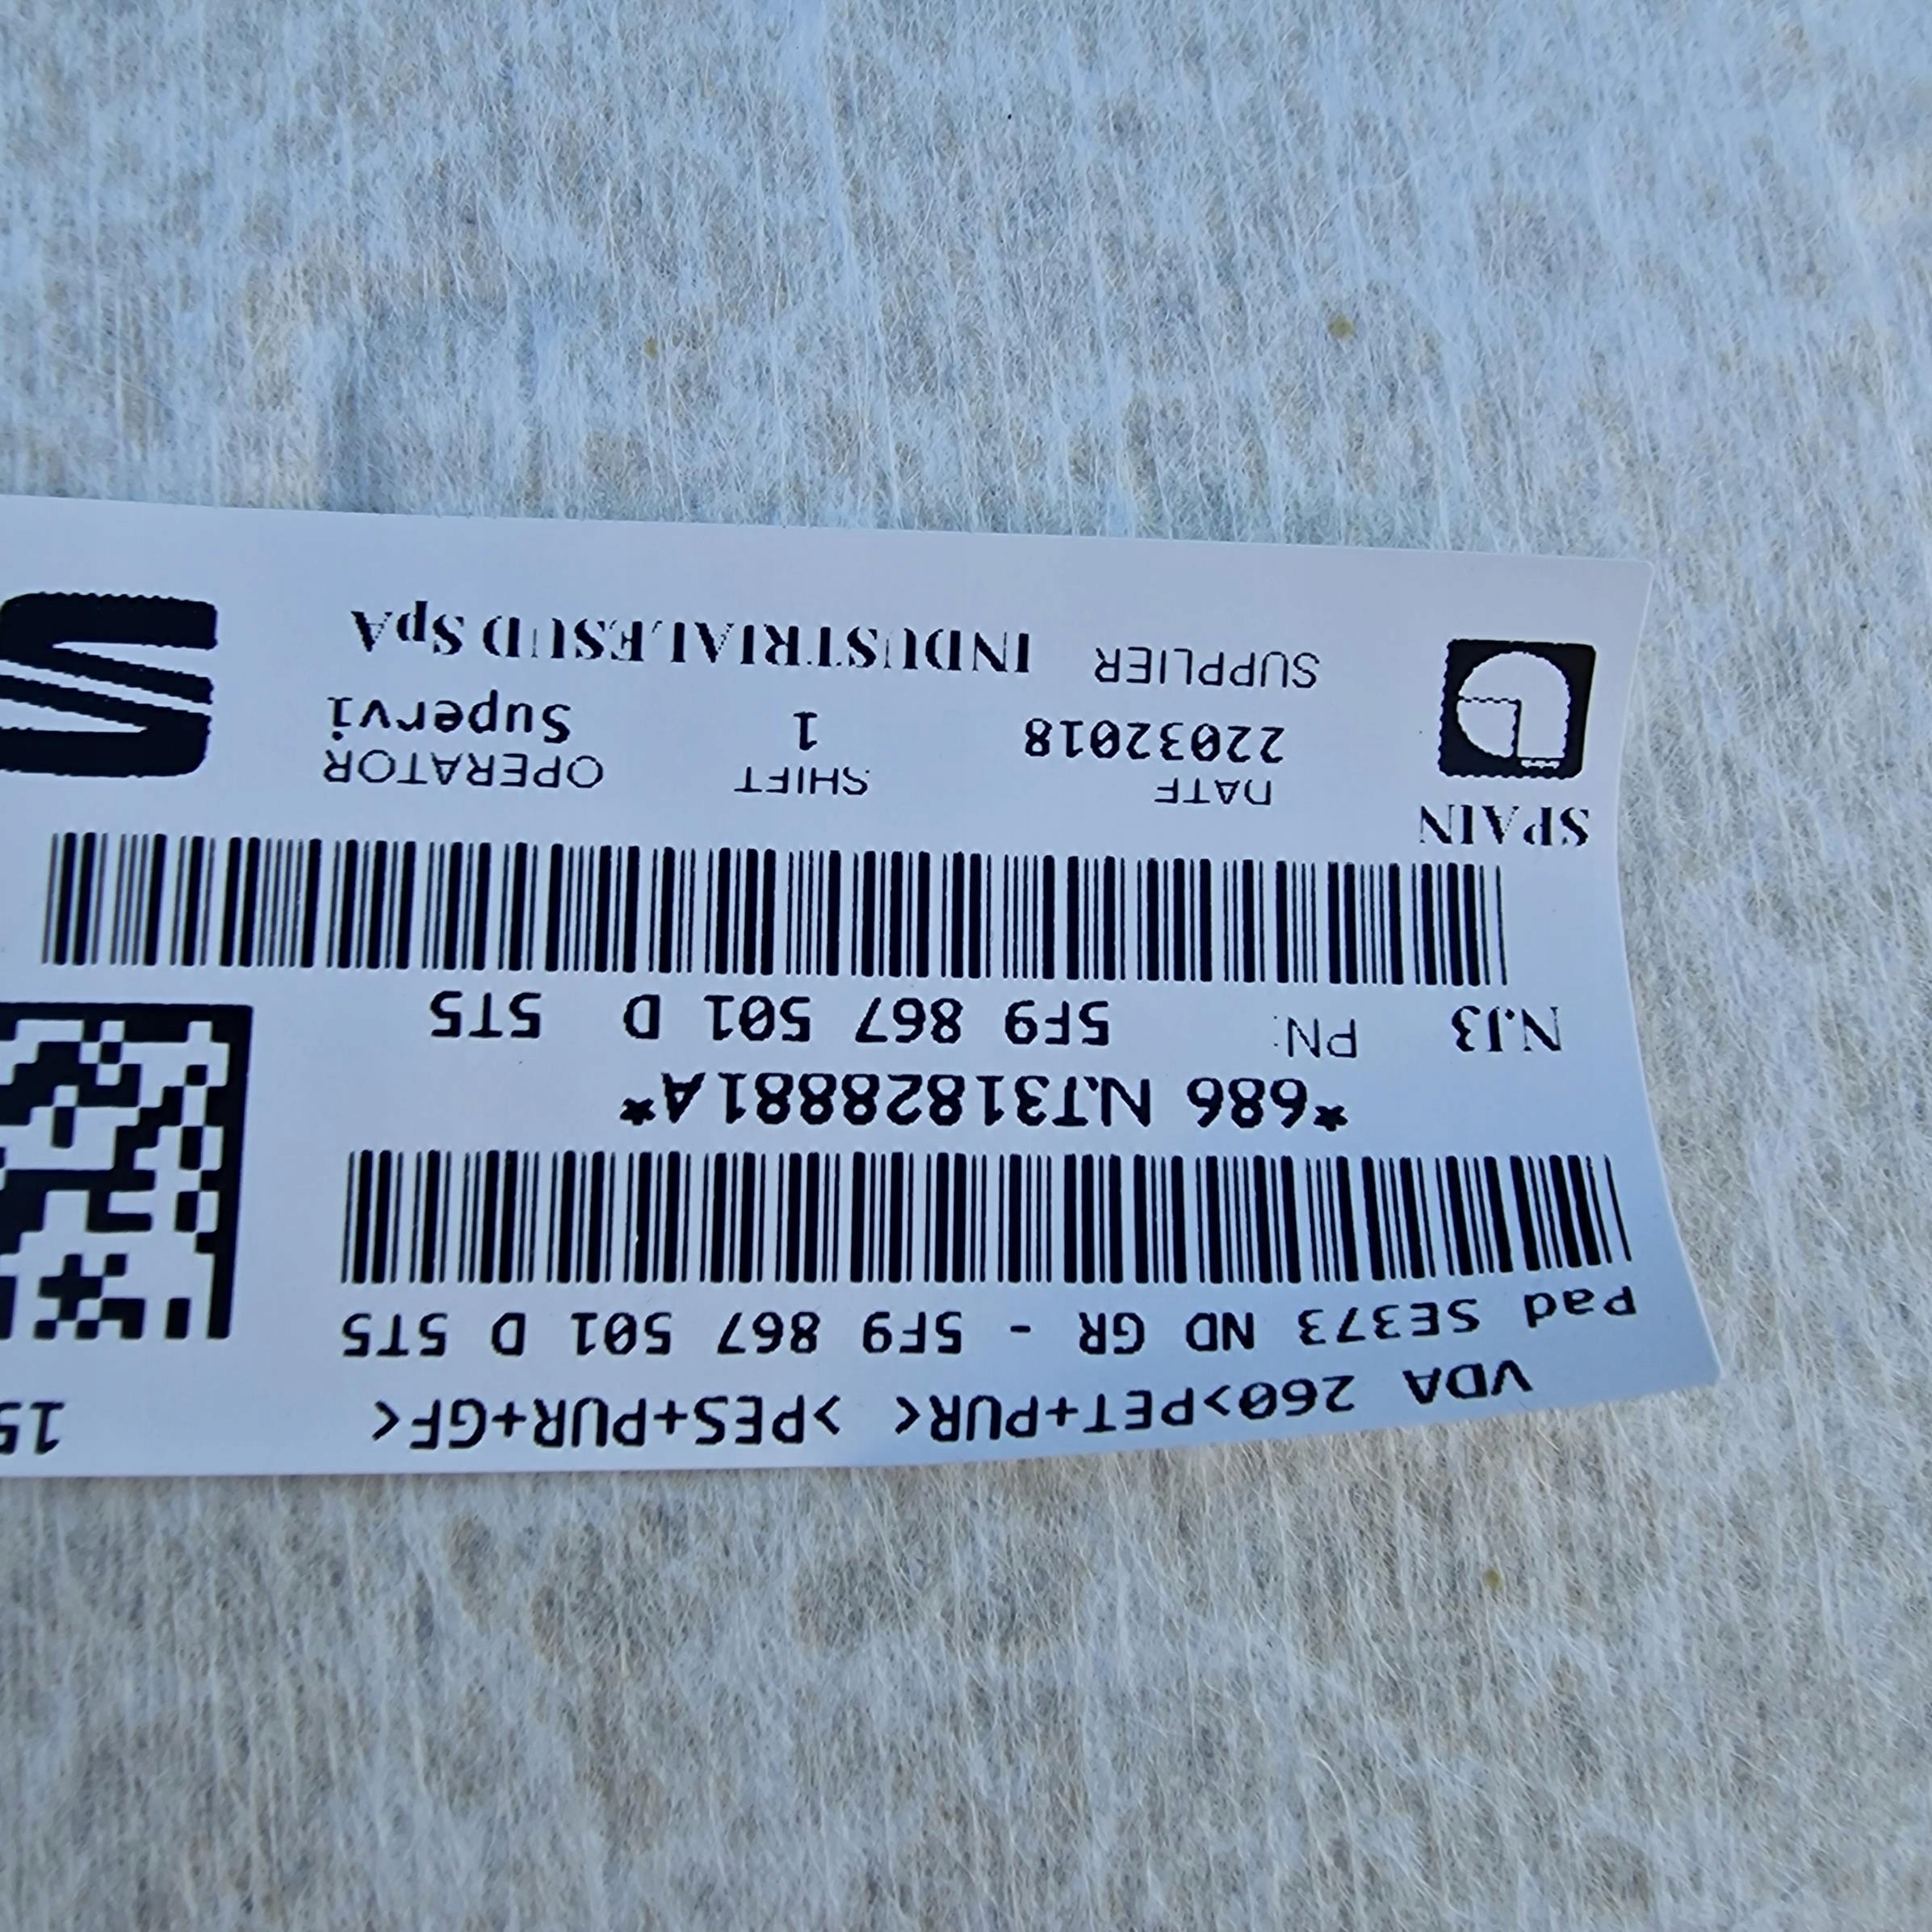 VDA 260>PET+PUR< >PES+PUR+GF< 15
Pad SE373 ND GR - 5F9 867 501 D 5T5
*686 NJ31828881A*
NJ3 PN: 5F9 867 501 D 5T5
SPAIN DATE SHIFT OPERATOR
22032018 1 Supervi
SUPPLIER INDUSTRIALESUD SpA